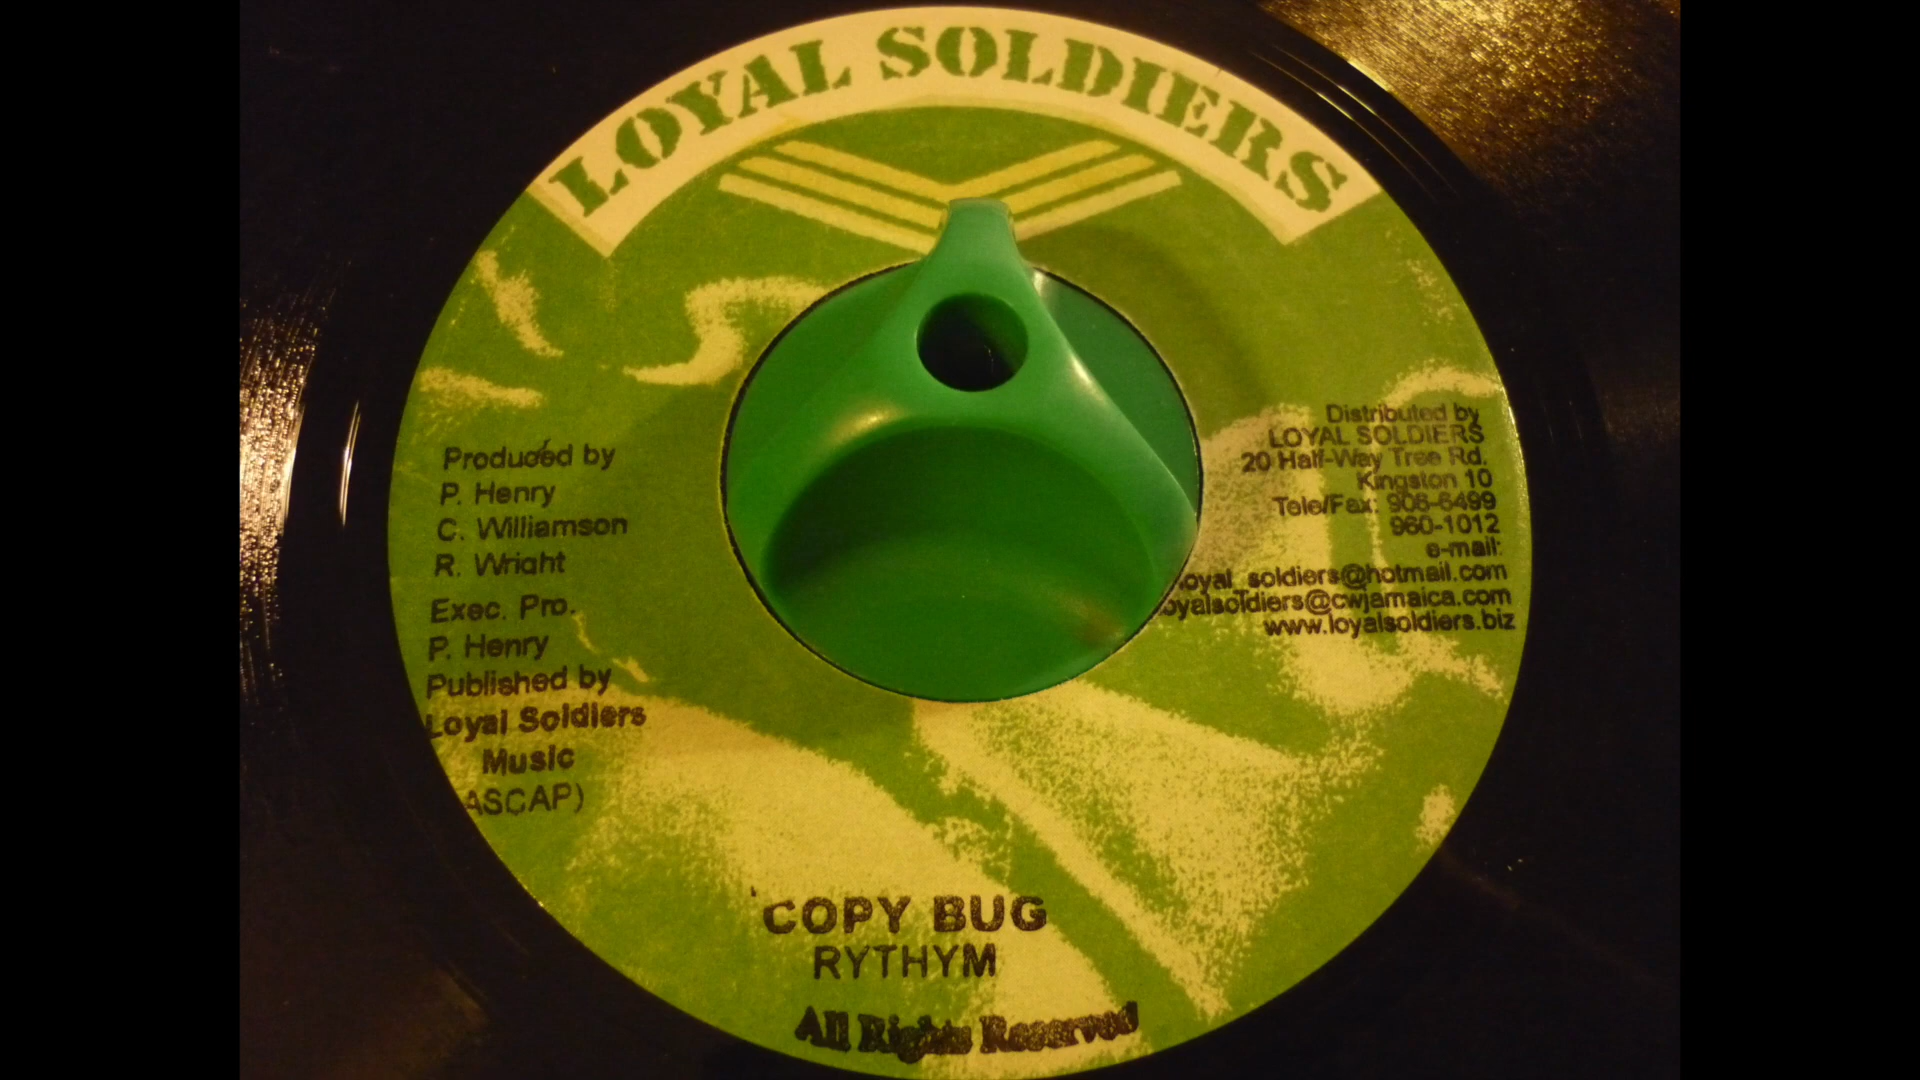 LOYAL SOLDIERS
Produced by
P. Henry
C. Williamson
R. Wright
Exec. Pro.
P. Henry
Published by
Loyal Soldiers
Music
ASCAP)
Distributed by
LOYAL SOLDIERS
20 Half-Way Tree Rd.
Kingston 10
Tele/Fax: 906-6499
960-1012
e-mail:
loyal_soldiers@hotmail.com
oyalsoldiers@cwjamaica.com
www.loyalsoldiers.biz
COPY BUG
RYTHYM
All Rights Reserved